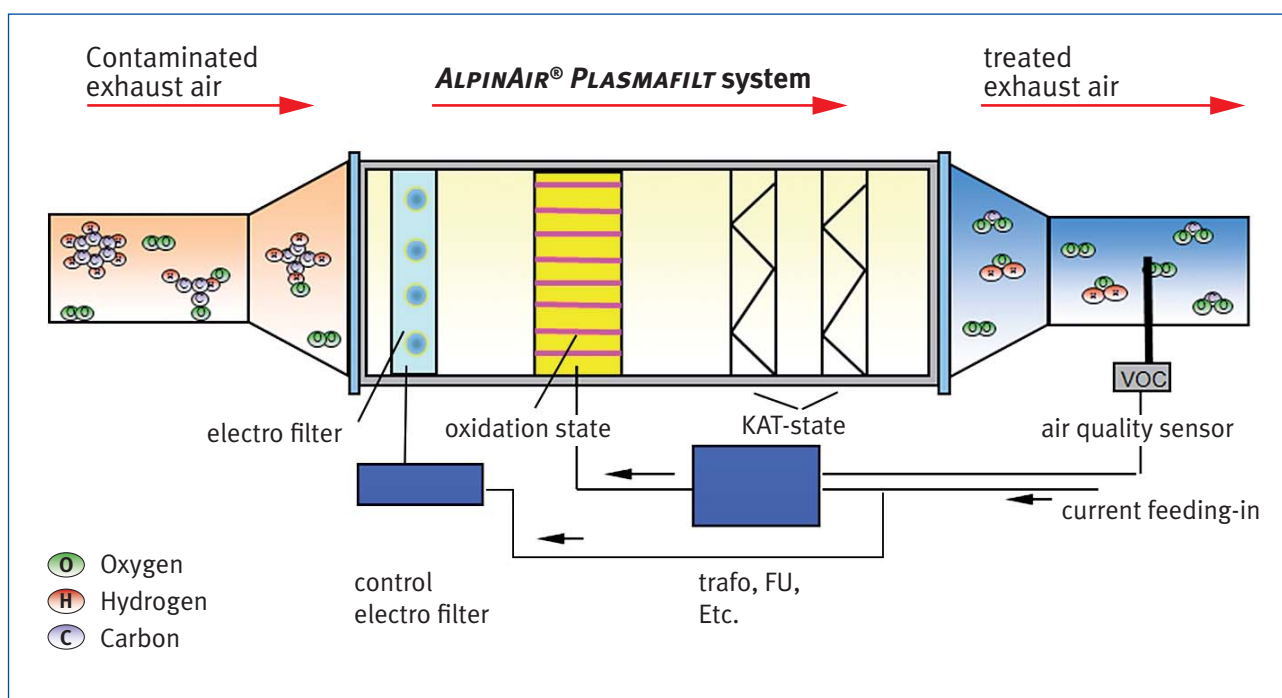 Contaminated
exhaust air
ALPINAIR® PLASMAFILT system
treated
exhaust air
electro filter
oxidation state
KAT-state
VOC
air quality sensor
current feeding-in
control
electro filter
trafo, FU,
Etc.
O Oxygen
H Hydrogen
C Carbon